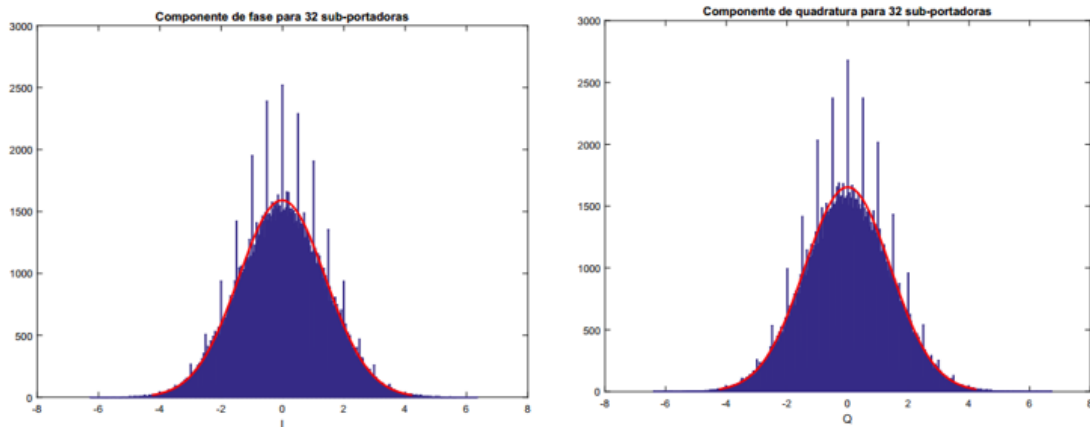 Componente de fase para 32 sub-portadoras
3000
2500
2000
1500
1000
500
0
-8 -6 -4 -2 0 2 4 6 8
I
Componente de quadratura para 32 sub-portadoras
3000
2500
2000
1500
1000
500
0
-8 -6 -4 -2 0 2 4 6 8
Q